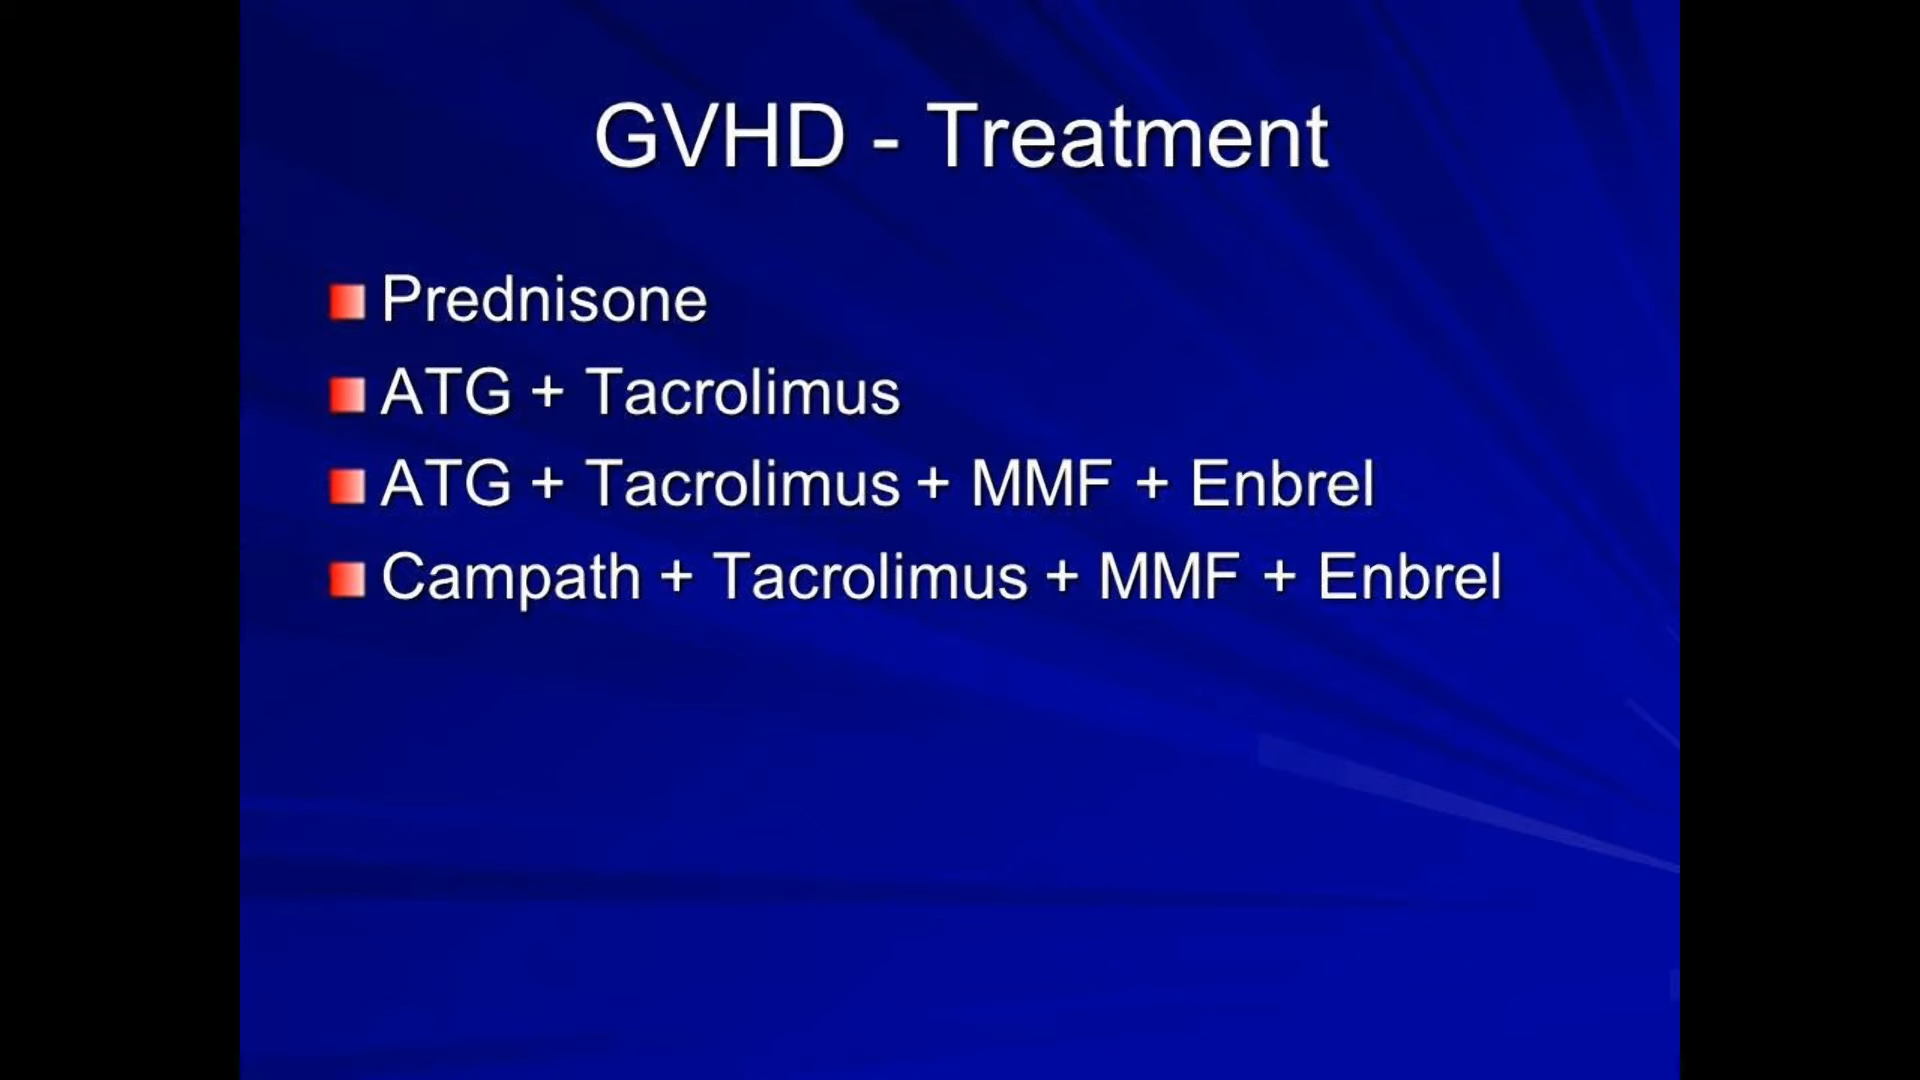 GVHD - Treatment
Prednisone
ATG + Tacrolimus
ATG + Tacrolimus + MMF + Enbrel
Campath + Tacrolimus + MMF + Enbrel